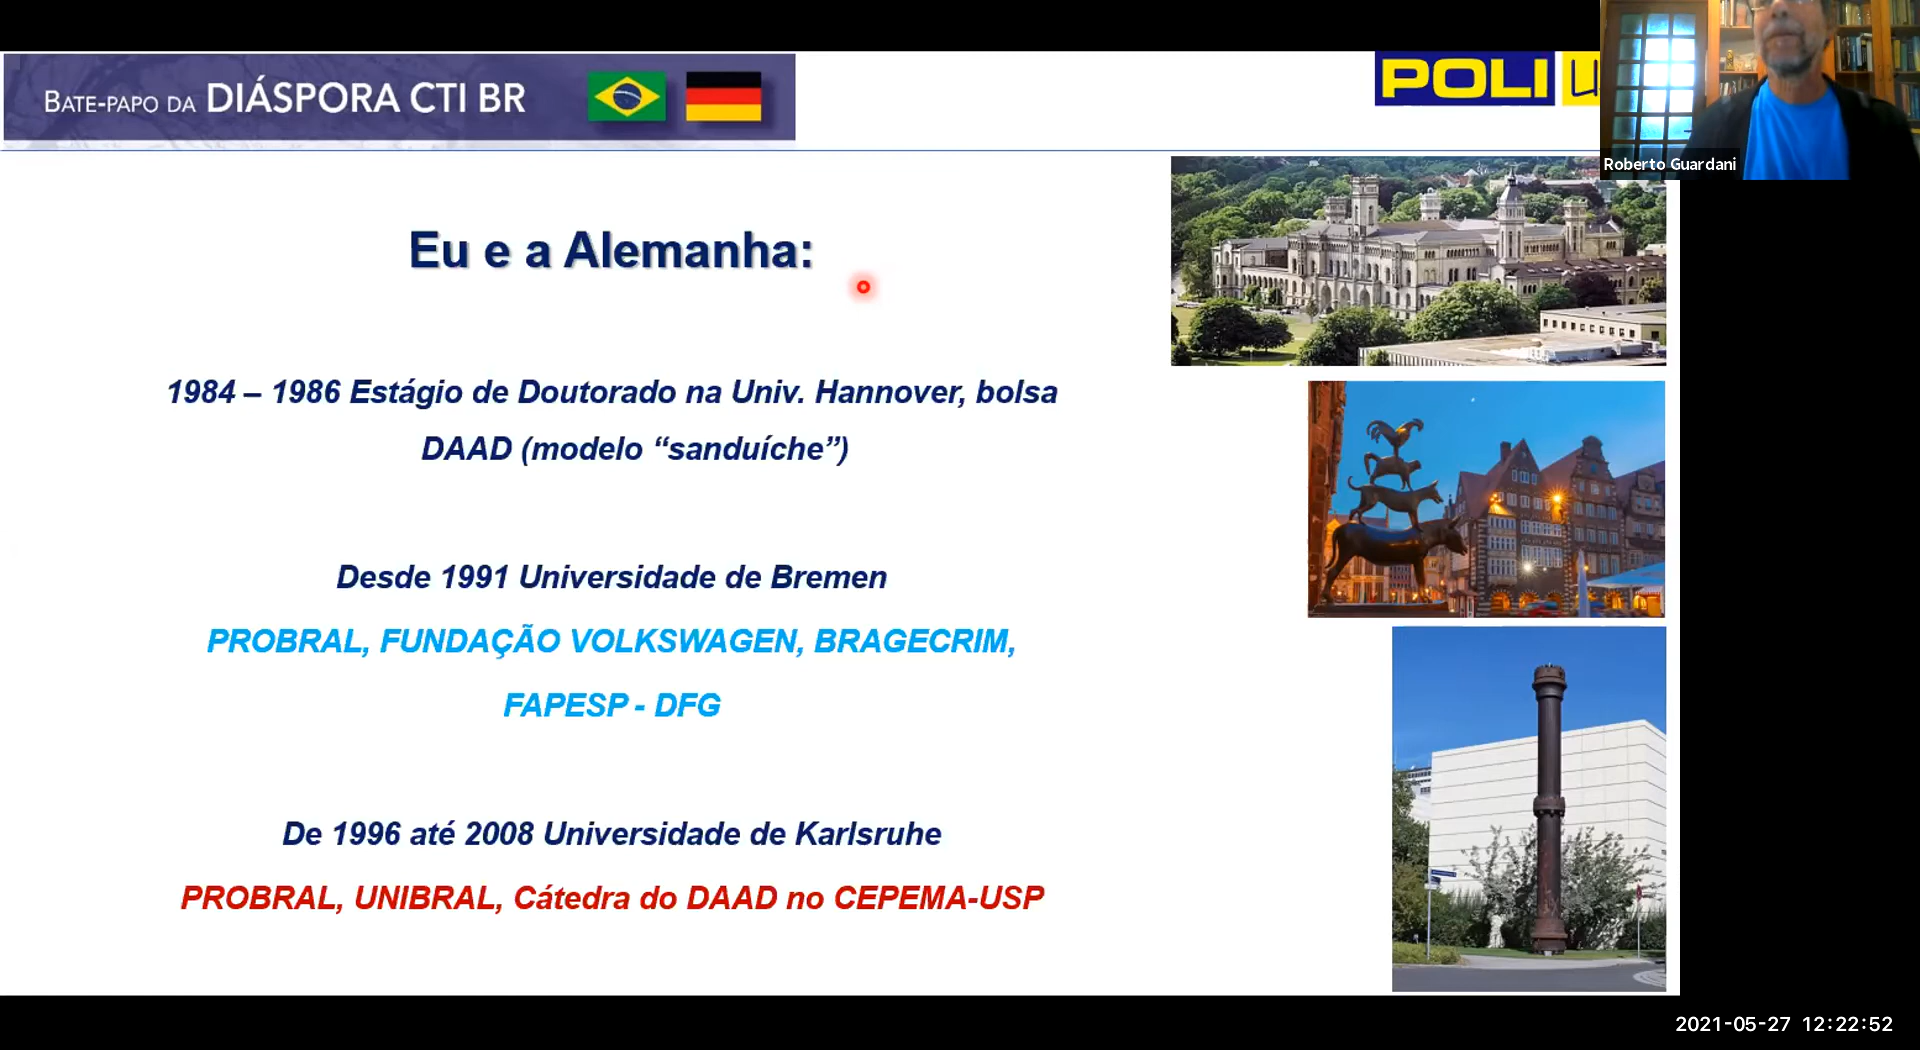 BATE-PAPO DA DIÁSPORA CTI BR
POLI
Roberto Guardani
Eu e a Alemanha:
1984 – 1986 Estágio de Doutorado na Univ. Hannover, bolsa
DAAD (modelo “sanduíche”)
Desde 1991 Universidade de Bremen
PROBRAL, FUNDAÇÃO VOLKSWAGEN, BRAGECRIM,
FAPESP - DFG
De 1996 até 2008 Universidade de Karlsruhe
PROBRAL, UNIBRAL, Cátedra do DAAD no CEPEMA-USP
2021-05-27 12:22:52